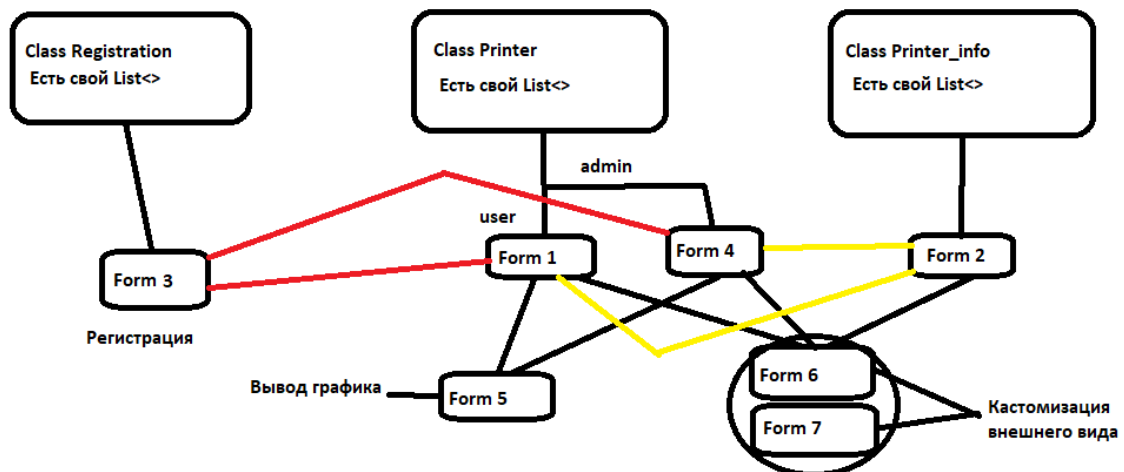 Class Registration
Есть свой List<>
Class Printer
Есть свой List<>
Class Printer_info
Есть свой List<>
admin
user
Form 3
Form 1
Form 4
Form 2
Регистрация
Вывод графика
Form 5
Form 6
Form 7
Кастомизация
внешнего вида